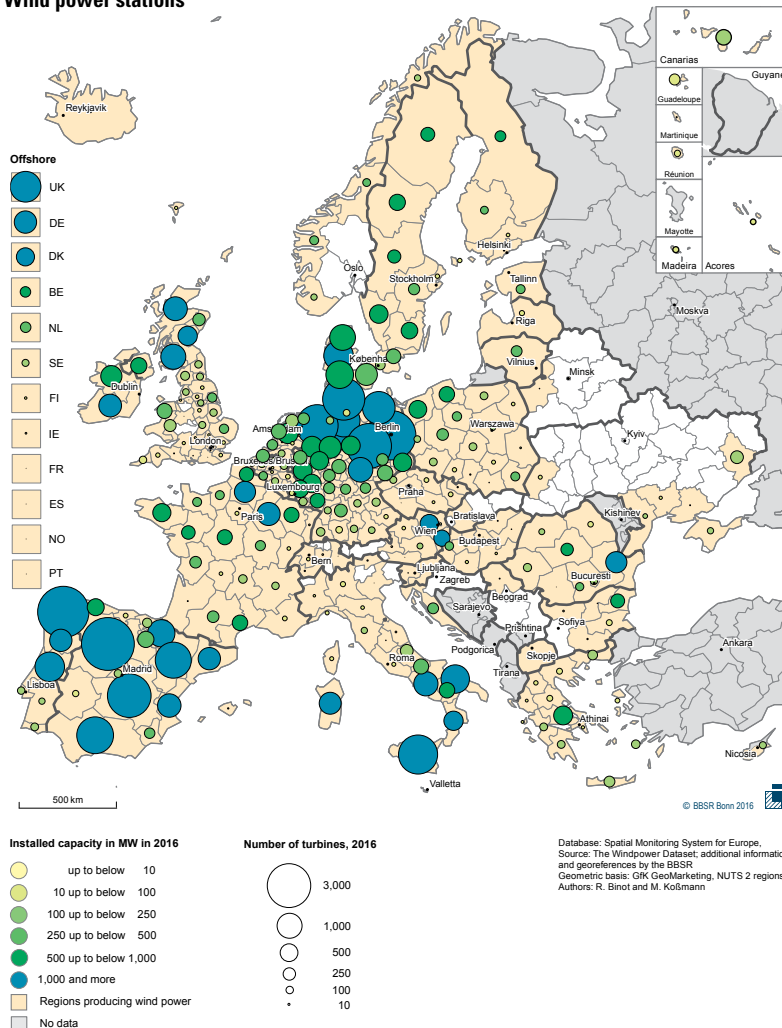 Wind power stations
Canarias
Guyane
Guadeloupe
Martinique
Réunion
Mayotte
Madeira
Acores
Reykjavik
Offshore
UK
DE
DK
BE
NL
SE
FI
IE
FR
ES
NO
PT
Helsinki
Oslo
Stockholm
Tallinn
Riga
Moskva
København
Vilnius
Minsk
Dublin
Berlin
Warszawa
Kyiv
London
Luxembourg
Praha
Paris
Kishinev
Bratislava
Wien
Budapest
Bern
Ljubljana
Zagreb
Bucuresti
Beograd
Sarajevo
Prishtina
Sofiya
Podgorica
Skopje
Ankara
Roma
Tirana
Madrid
Lisboa
Athinai
Nicosia
Valletta
500 km
© BBSR Bonn 2016
Installed capacity in MW in 2016
up to below 10
10 up to below 100
100 up to below 250
250 up to below 500
500 up to below 1,000
1,000 and more
Regions producing wind power
No data
Number of turbines, 2016
3,000
1,000
500
250
100
10
Database: Spatial Monitoring System for Europe,
Source: The Windpower Dataset; additional informatio
and georeferences by the BBSR
Geometric basis: GfK GeoMarketing, NUTS 2 regions
Authors: R. Binot and M. Koßmann